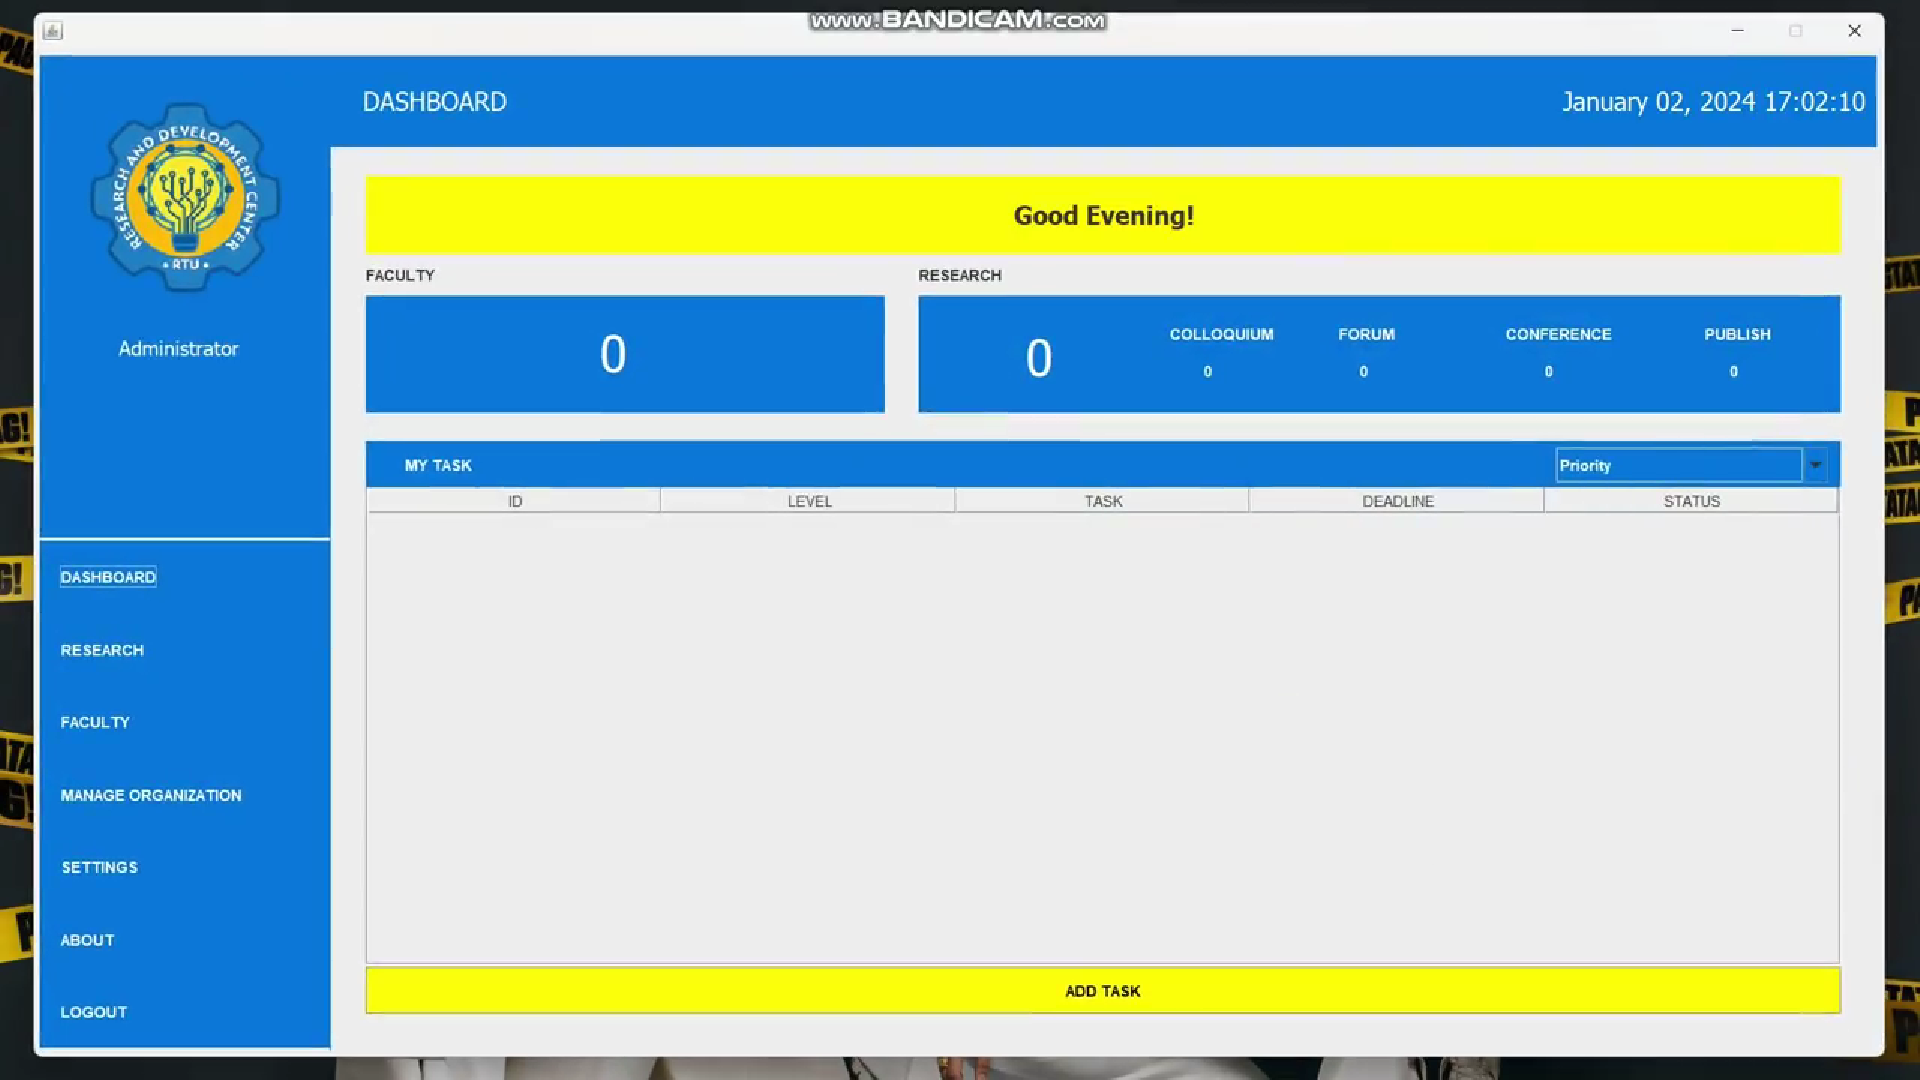 www.BANDICAM.com
DASHBOARD
January 02, 2024 17:02:10
RESEARCH AND DEVELOPMENT CENTER
• RTU •
Administrator
Good Evening!
FACULTY
RESEARCH
0
0
COLLOQUIUM FORUM CONFERENCE PUBLISH
0 0 0 0
MY TASK
Priority
ID LEVEL TASK DEADLINE STATUS
DASHBOARD
RESEARCH
FACULTY
MANAGE ORGANIZATION
SETTINGS
ABOUT
LOGOUT
ADD TASK